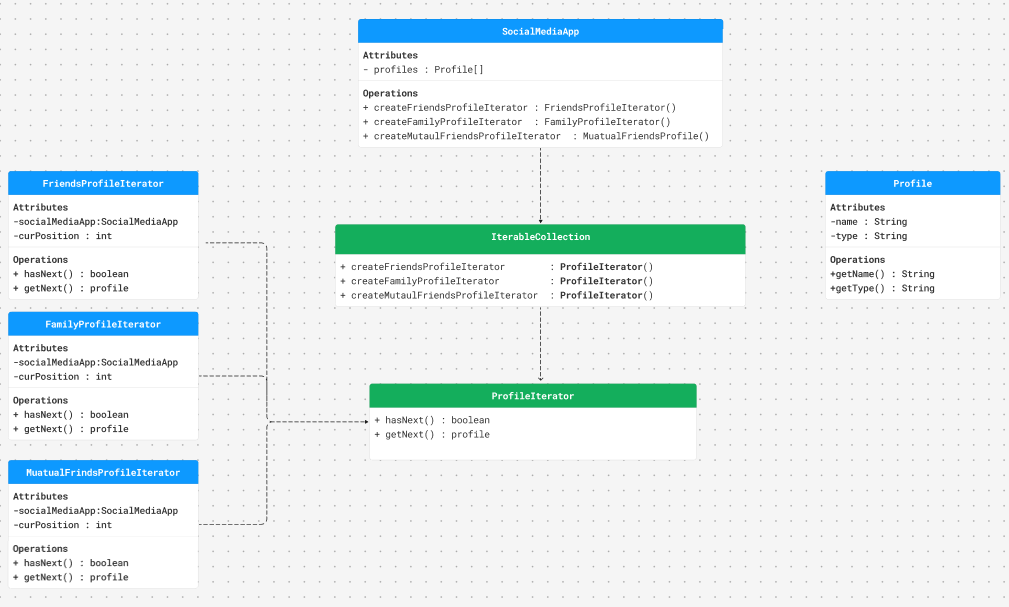 SocialMediaApp
Attributes
- profiles : Profile[]
Operations
+ createFriendsProfileIterator : FriendsProfileIterator()
+ createFamilyProfileIterator : FamilyProfileIterator()
+ createMutaulFriendsProfileIterator : MuatualFriendsProfile()
FriendsProfileIterator
Attributes
-socialMediaApp:SocialMediaApp
-curPosition : int
Operations
+ hasNext() : boolean
+ getNext() : profile
Profile
Attributes
-name : String
-type : String
Operations
+getName() : String
+getType() : String
IterableCollection
+ createFriendsProfileIterator : ProfileIterator()
+ createFamilyProfileIterator : ProfileIterator()
+ createMutaulFriendsProfileIterator : ProfileIterator()
FamilyProfileIterator
Attributes
-socialMediaApp:SocialMediaApp
-curPosition : int
Operations
+ hasNext() : boolean
+ getNext() : profile
ProfileIterator
+ hasNext() : boolean
+ getNext() : profile
MuatualFrindsProfileIterator
Attributes
-socialMediaApp:SocialMediaApp
-curPosition : int
Operations
+ hasNext() : boolean
+ getNext() : profile